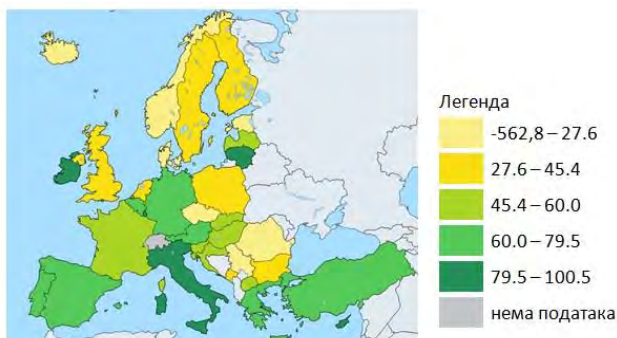 Легенда
-562,8 – 27.6
27.6 – 45.4
45.4 – 60.0
60.0 – 79.5
79.5 – 100.5
нема података